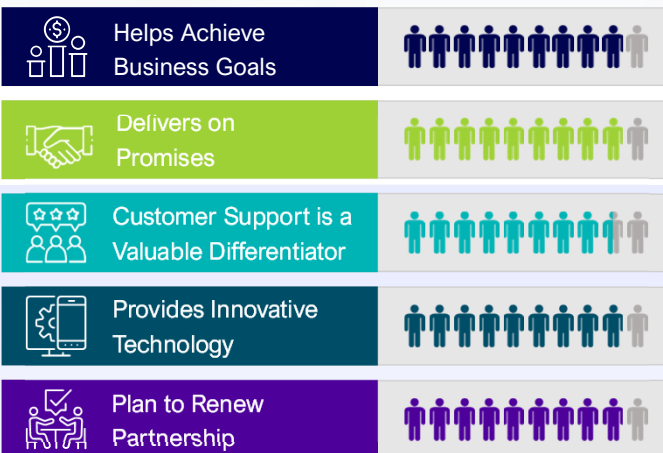 Helps Achieve
Business Goals
Delivers on
Promises
Customer Support is a
Valuable Differentiator
Provides Innovative
Technology
Plan to Renew
Partnership